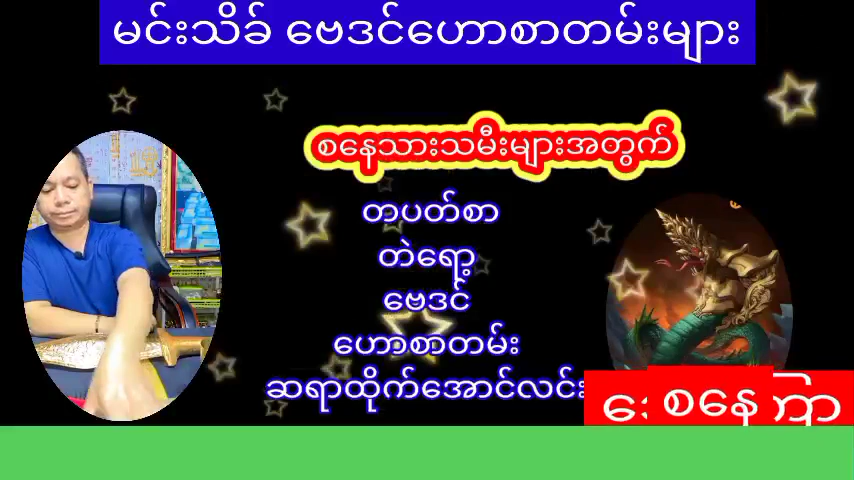 မင်းသိခ် ဗေဒင်ဟောစာတမ်းများ
စနေသားသမီးများအတွက်
တပတ်စာ
တဲရော့
ဗေဒင်
ဟောစာတမ်း
ဆရာထိုက်အောင်လင်း
စနေ